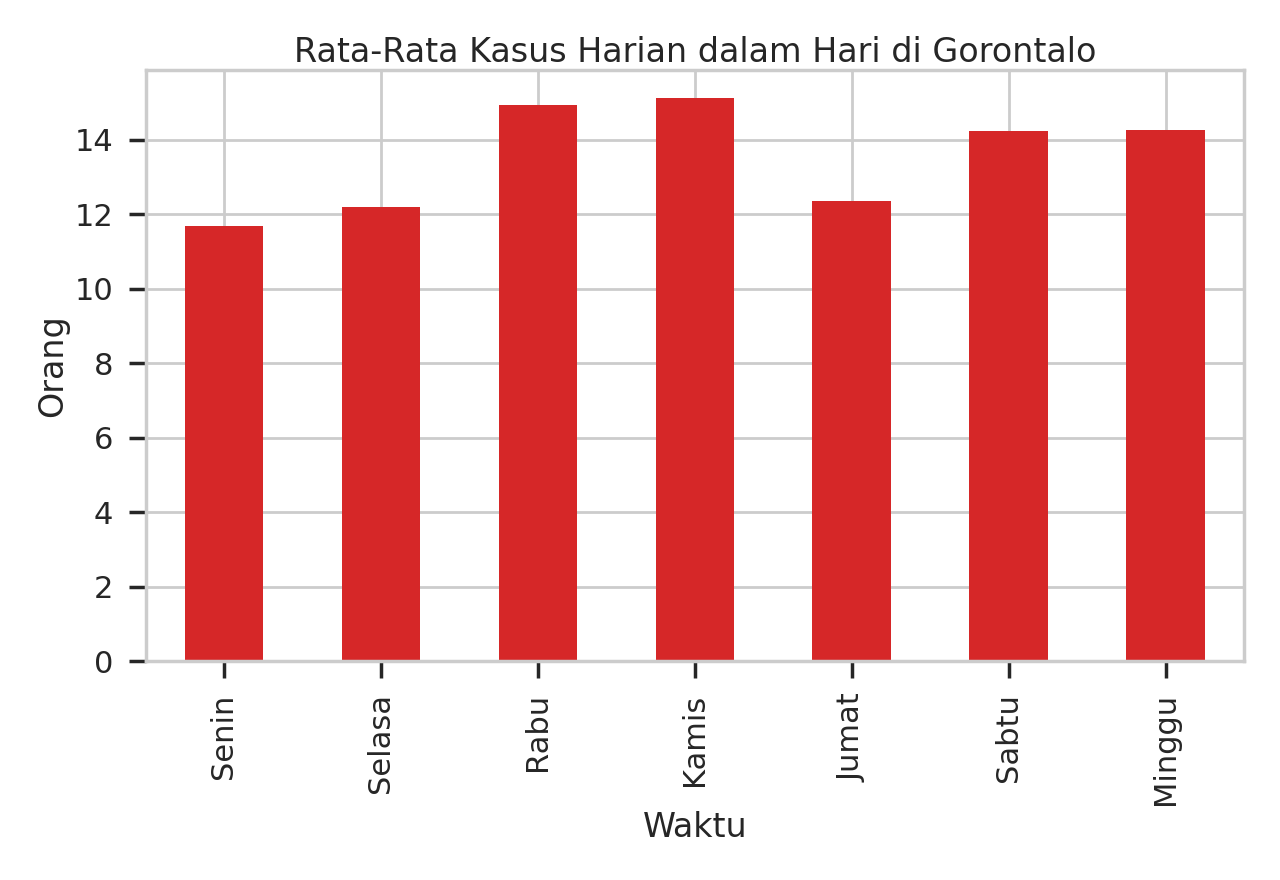 Rata-Rata Kasus Harian dalam Hari di Gorontalo
14
12
10
8
6
4
2
0
Orang
Senin
Selasa
Rabu
Kamis
Jumat
Sabtu
Minggu
Waktu